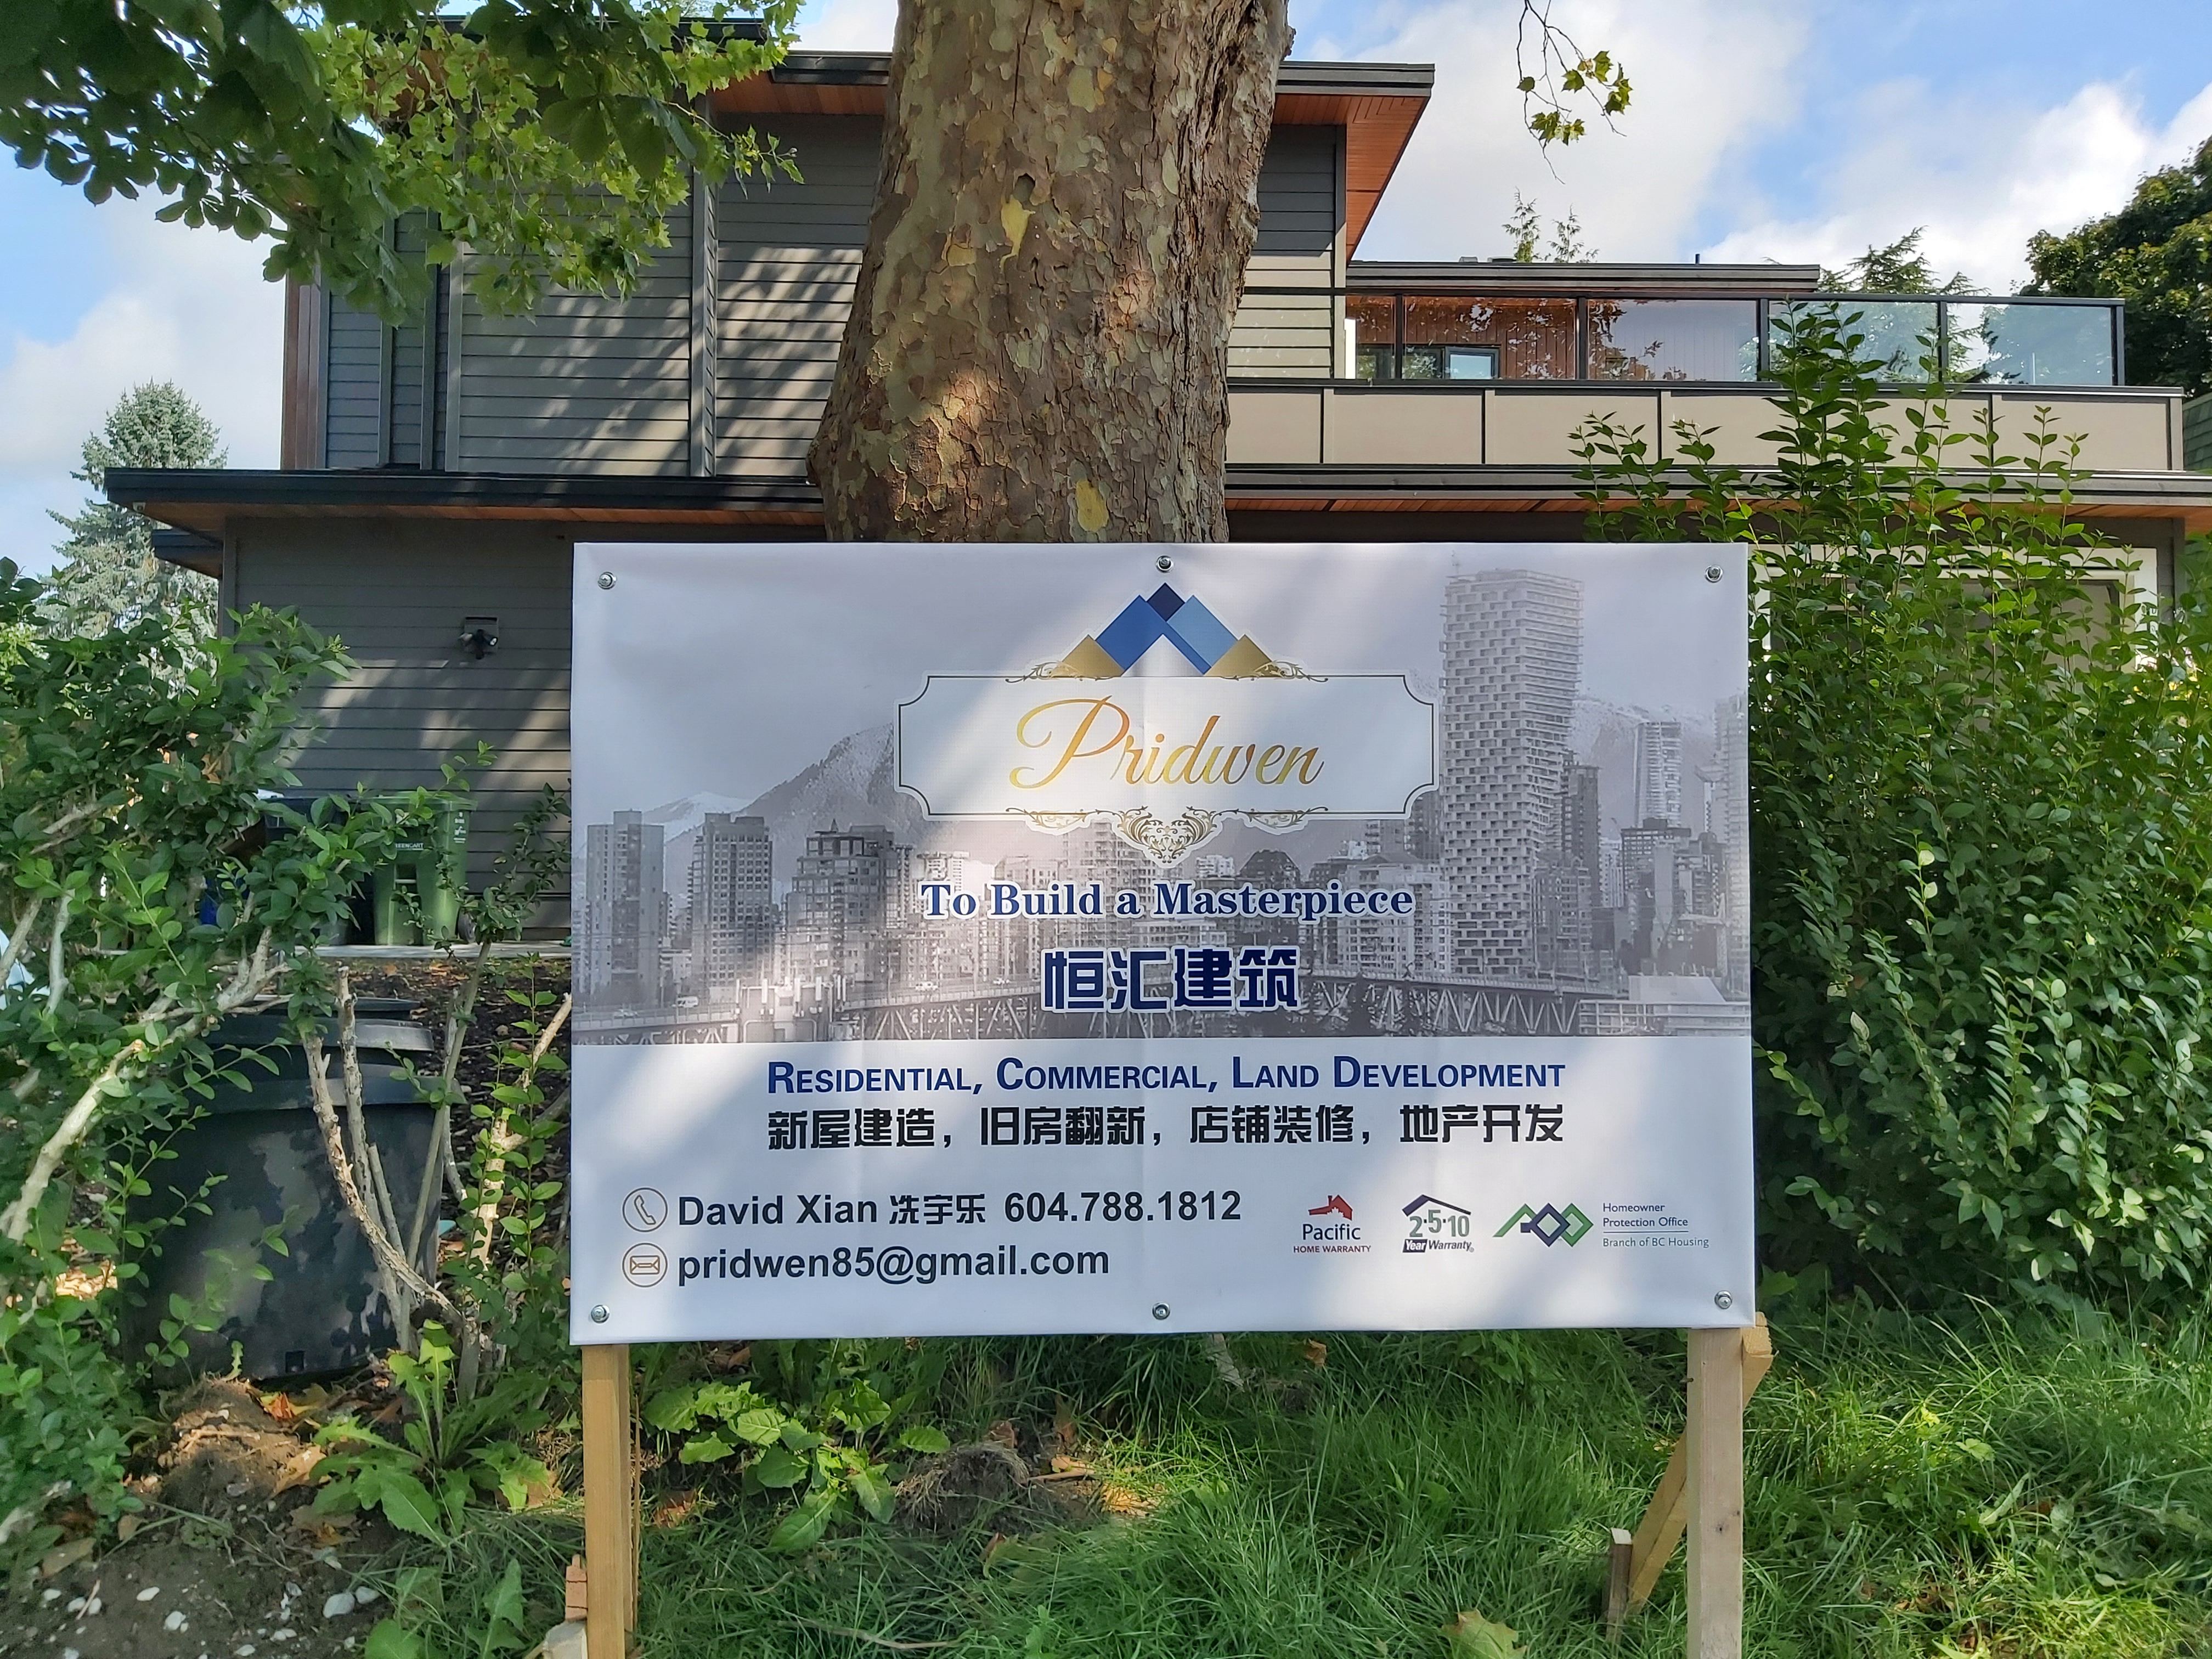 Pridwen
To Build a Masterpiece
恒汇建筑
RESIDENTIAL, COMMERCIAL, LAND DEVELOPMENT
新屋建造，旧房翻新，店铺装修，地产开发
David Xian 冼宇乐 604.788.1812
pridwen85@gmail.com
Pacific
HOME WARRANTY
2·5·10
Year Warranty®
Homeowner
Protection Office
Branch of BC Housing